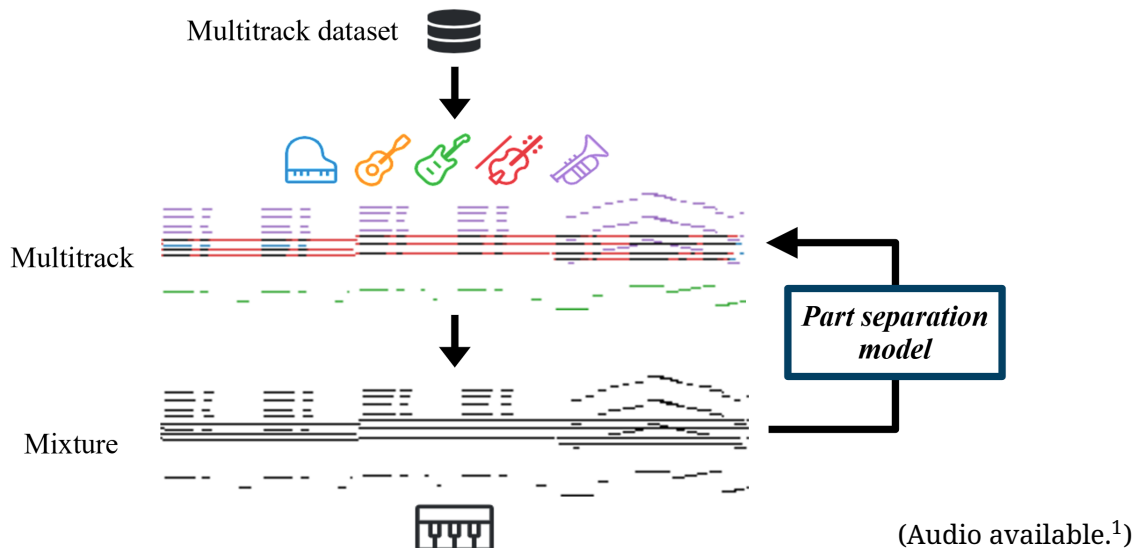 Multitrack dataset
Multitrack
Part separation
model
Mixture
(Audio available.¹)